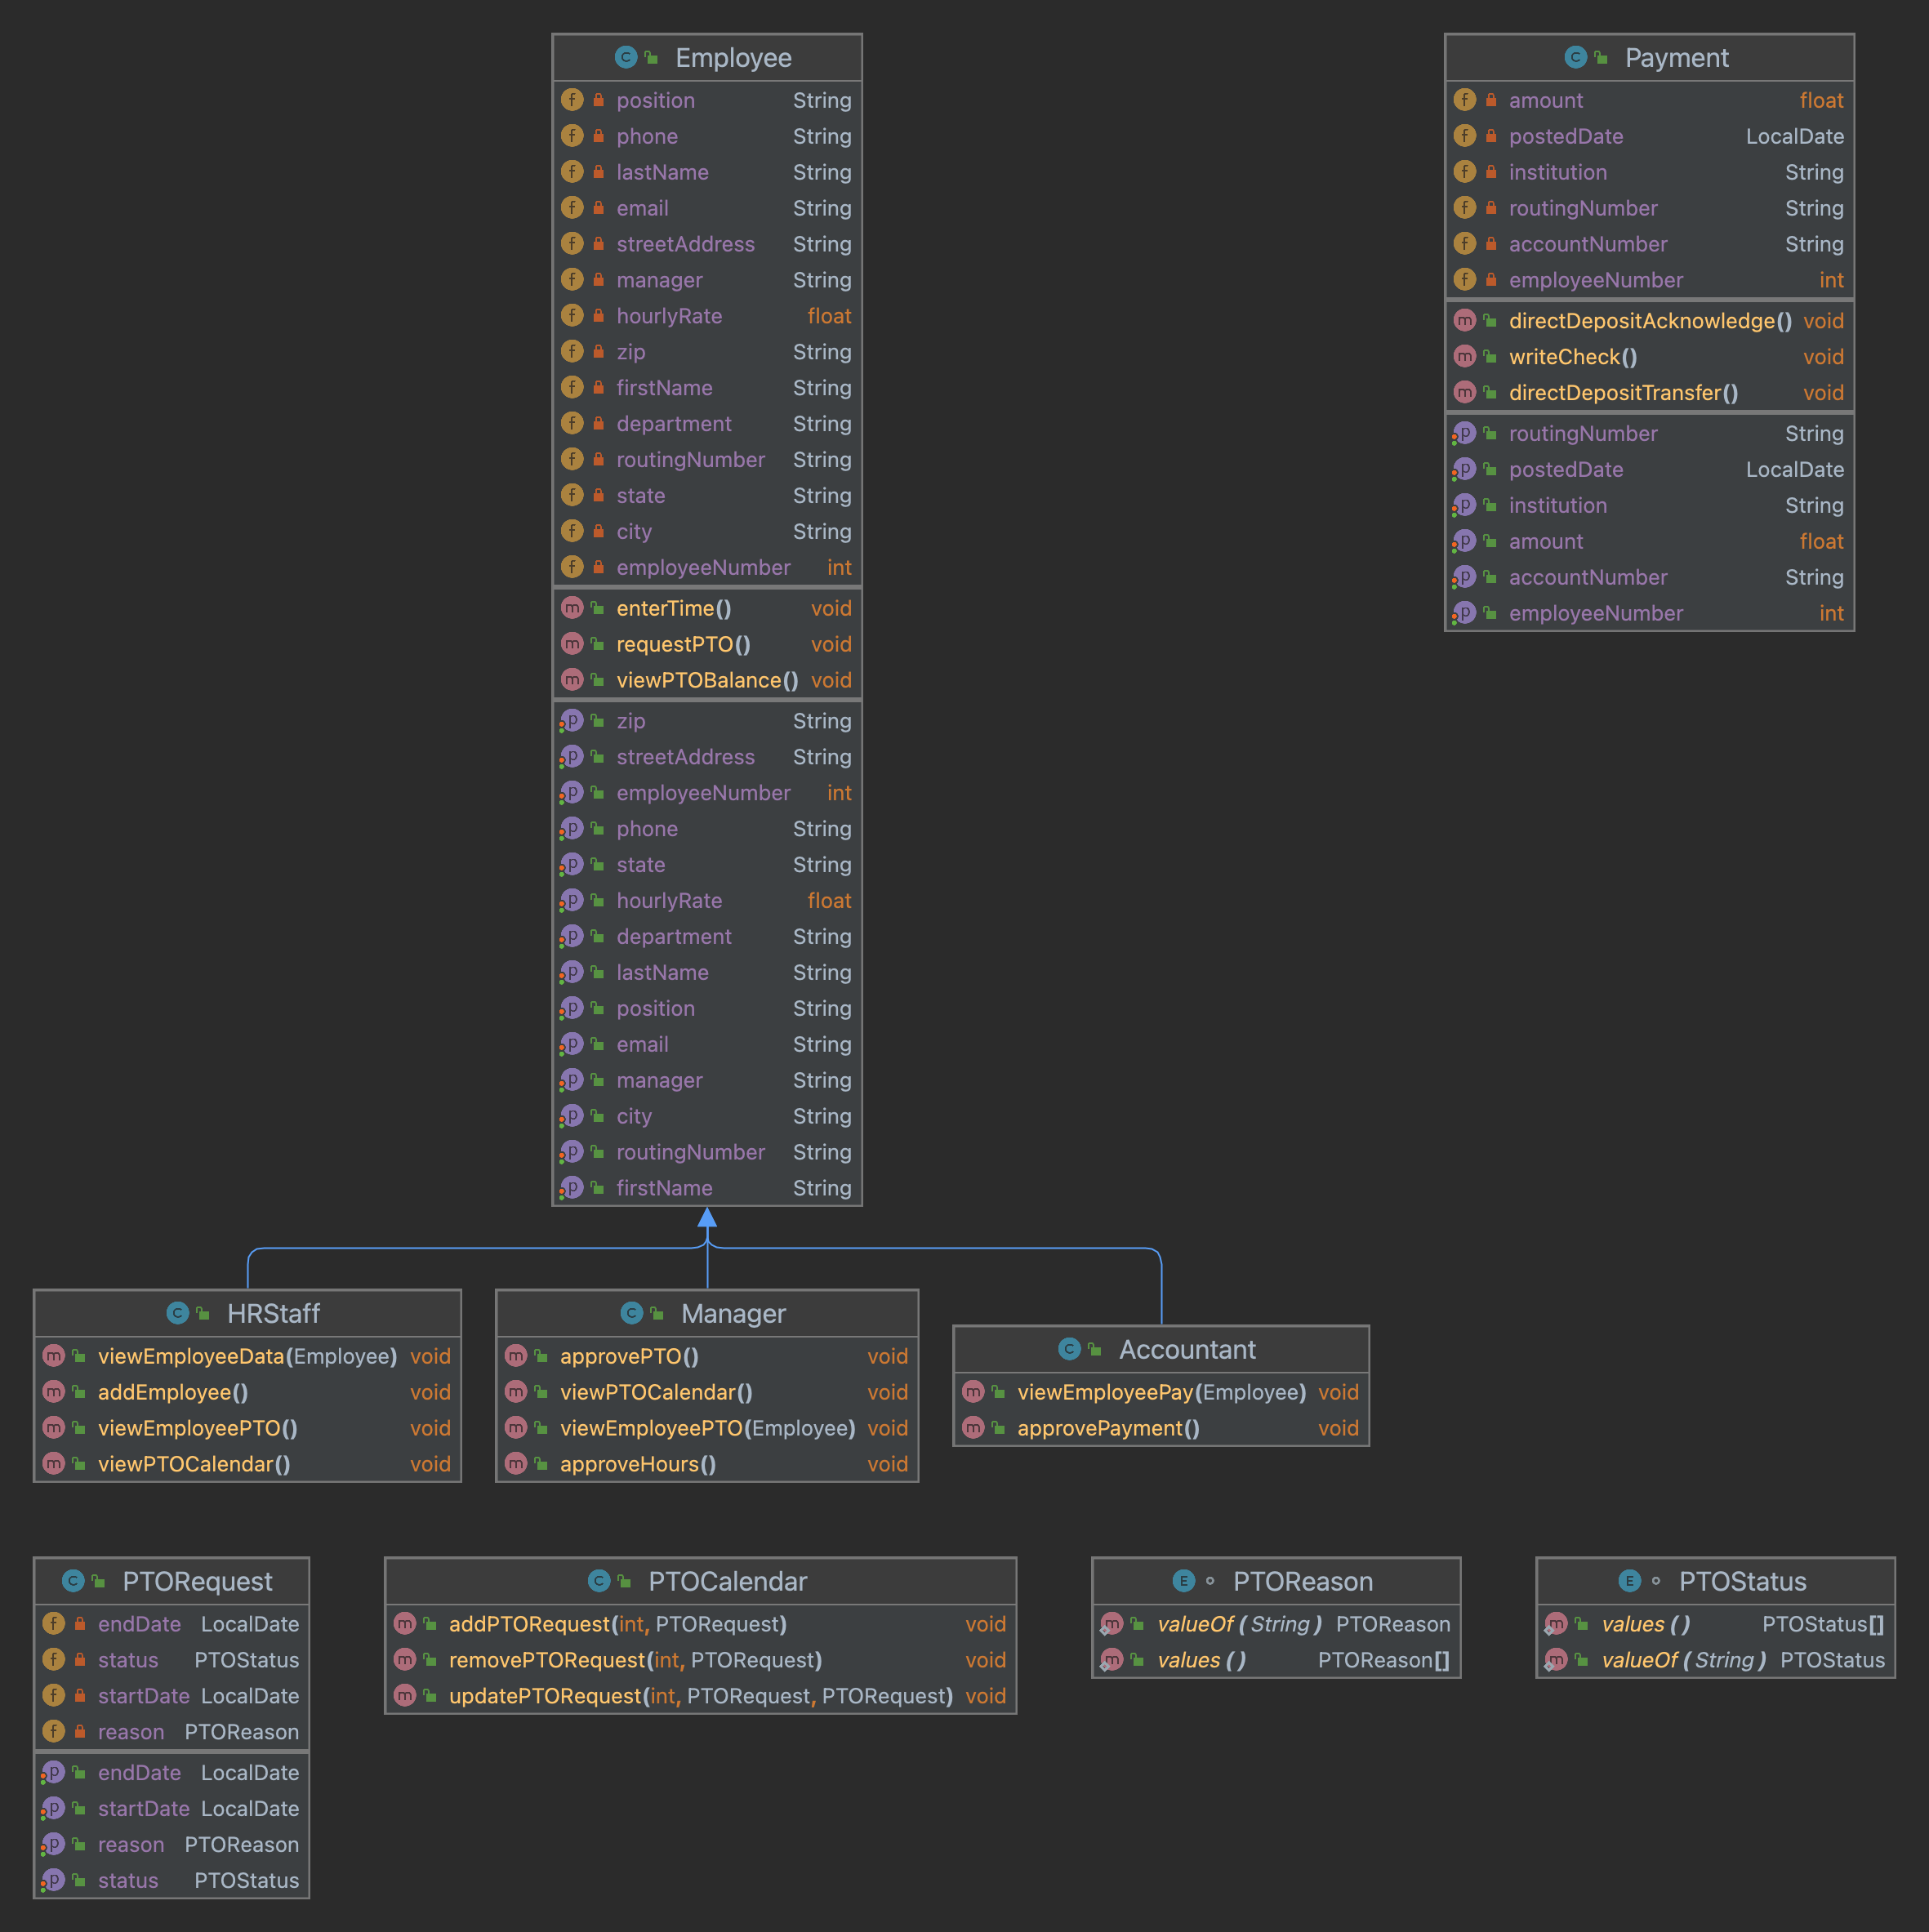 Employee
position String
phone String
lastName String
email String
streetAddress String
manager String
hourlyRate float
zip String
firstName String
department String
routingNumber String
state String
city String
employeeNumber int
enterTime() void
requestPTO() void
viewPTOBalance() void
zip String
streetAddress String
employeeNumber int
phone String
state String
hourlyRate float
department String
lastName String
position String
email String
manager String
city String
routingNumber String
firstName String
Payment
amount float
postedDate LocalDate
institution String
routingNumber String
accountNumber String
employeeNumber int
directDepositAcknowledge() void
writeCheck() void
directDepositTransfer() void
routingNumber String
postedDate LocalDate
institution String
amount float
accountNumber String
employeeNumber int
HRStaff
viewEmployeeData(Employee) void
addEmployee() void
viewEmployeePTO() void
viewPTOCalendar() void
Manager
approvePTO() void
viewPTOCalendar() void
viewEmployeePTO(Employee) void
approveHours() void
Accountant
viewEmployeePay(Employee) void
approvePayment() void
PTORequest
endDate LocalDate
status PTOStatus
startDate LocalDate
reason PTOReason
endDate LocalDate
startDate LocalDate
reason PTOReason
status PTOStatus
PTOCalendar
addPTORequest(int, PTORequest) void
removePTORequest(int, PTORequest) void
updatePTORequest(int, PTORequest, PTORequest) void
PTOReason
valueOf(String) PTOReason
values() PTOReason[]
PTOStatus
values() PTOStatus[]
valueOf(String) PTOStatus